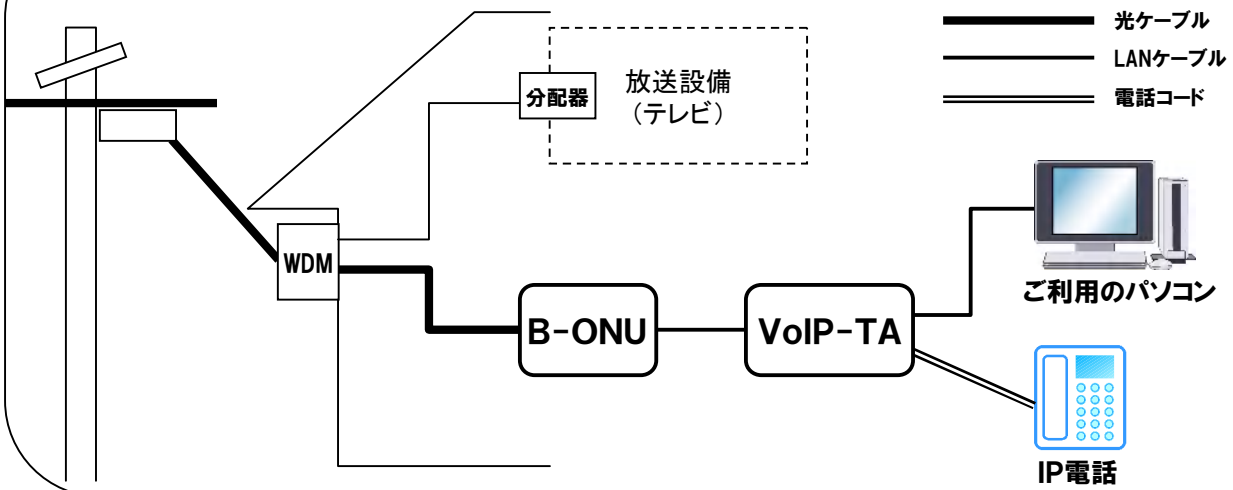 光ケーブル
LANケーブル
電話コード
分配器
放送設備
（テレビ）
WDM
B-ONU
VoIP-TA
ご利用のパソコン
IP電話